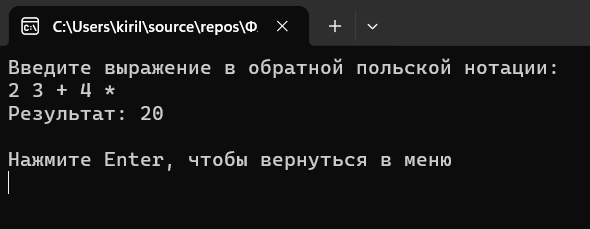 C:\Users\kiril\source\repos\Ф.
Введите выражение в обратной польской нотации:
2 3 + 4 *
Результат: 20
Нажмите Enter, чтобы вернуться в меню